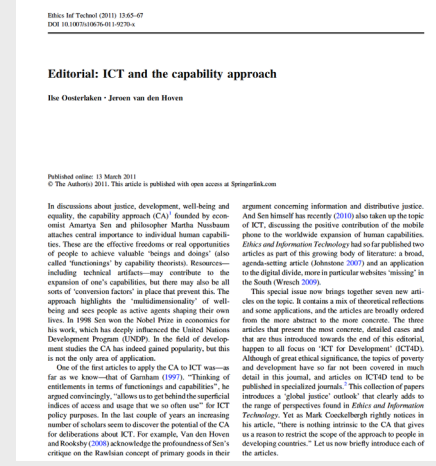 Ethics Inf Technol (2011) 13:65–67
DOI 10.1007/s10676-011-9270-x
Editorial: ICT and the capability approach
Ilse Oosterlaken · Jeroen van den Hoven
Published online: 13 March 2011
© The Author(s) 2011. This article is published with open access at Springerlink.com
In discussions about justice, development, well-being and
equality, the capability approach (CA)1 founded by econ-
omist Amartya Sen and philosopher Martha Nussbaum
attaches central importance to individual human capabili-
ties. These are the effective freedoms or real opportunities
of people to achieve valuable 'beings and doings' (also
called 'functionings' by capability theorists). Resources—
including technical artifacts—may contribute to the
expansion of one's capabilities, but there may be all
sorts of 'conversion factors' in place that prevent this. The
approach highlights the 'multidimensionality' of well-
being and sees people as active agents shaping their own
lives. In 1998 Sen won the Nobel Prize in economics for
his work, which has deeply influenced the United Nations
Development Program (UNDP). In the field of develop-
ment studies the CA has indeed gained popularity, but this
is not the only area of application.
One of the first articles to apply the CA to ICT was—as
far as we know—that of Garnham (1997). "Thinking of
entitlements in terms of functionings and capabilities", he
argued convincingly, "allows us to get behind the superficial
indices of access and usage that we so often use" for ICT
policy purposes. In the last couple of years an increasing
number of scholars seem to discover the potential of the CA
for deliberations about ICT. For example, Van den Hoven
and Rooksby (2008) acknowledge the profoundness of Sen's
critique on the Rawlsian concept of primary goods in their
argument concerning information and distributive justice.
And Sen himself has recently (2010) also taken up the topic
of ICT, discussing the positive contribution of the mobile
phone to the worldwide expansion of human capabilities.
Ethics and Information Technology had so far published two
articles as part of this growing body of literature: a broad,
agenda-setting article (Johnstone 2007) and an application
to the digital divide, more in particular websites 'missing' in
the South (Wresch 2009).
This special issue now brings together seven new arti-
cles on the topic. It contains a mix of theoretical reflections
and some applications, and the articles are broadly ordered
from the more abstract to the more concrete. The three
articles that present the most concrete, detailed cases and
that are thus introduced towards the end of this editorial,
happen to all focus on 'ICT for Development' (ICT4D).
Although of great ethical significance, the topics of poverty
and development have so far not been covered in much
detail in this journal, and articles on ICT4D tend to be
published in specialized journals.2 This collection of papers
introduces a 'global justice' outlook that clearly adds to
the range of perspectives found in Ethics and Information
Technology. Yet as Mark Coeckelbergh rightly notices in
his article, "there is nothing intrinsic to the CA that gives
us a reason to restrict the scope of the approach to people in
developing countries." Let us now briefly introduce each of
the articles.